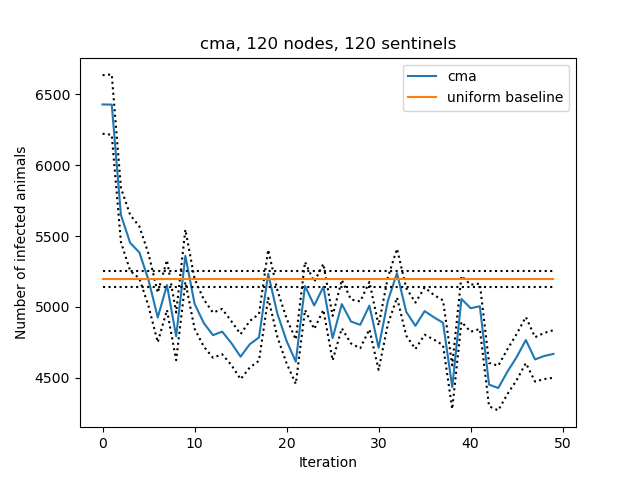 cma, 120 nodes, 120 sentinels
cma
uniform baseline
6500
6000
5500
5000
4500
Number of infected animals
0
10
20
30
40
50
Iteration